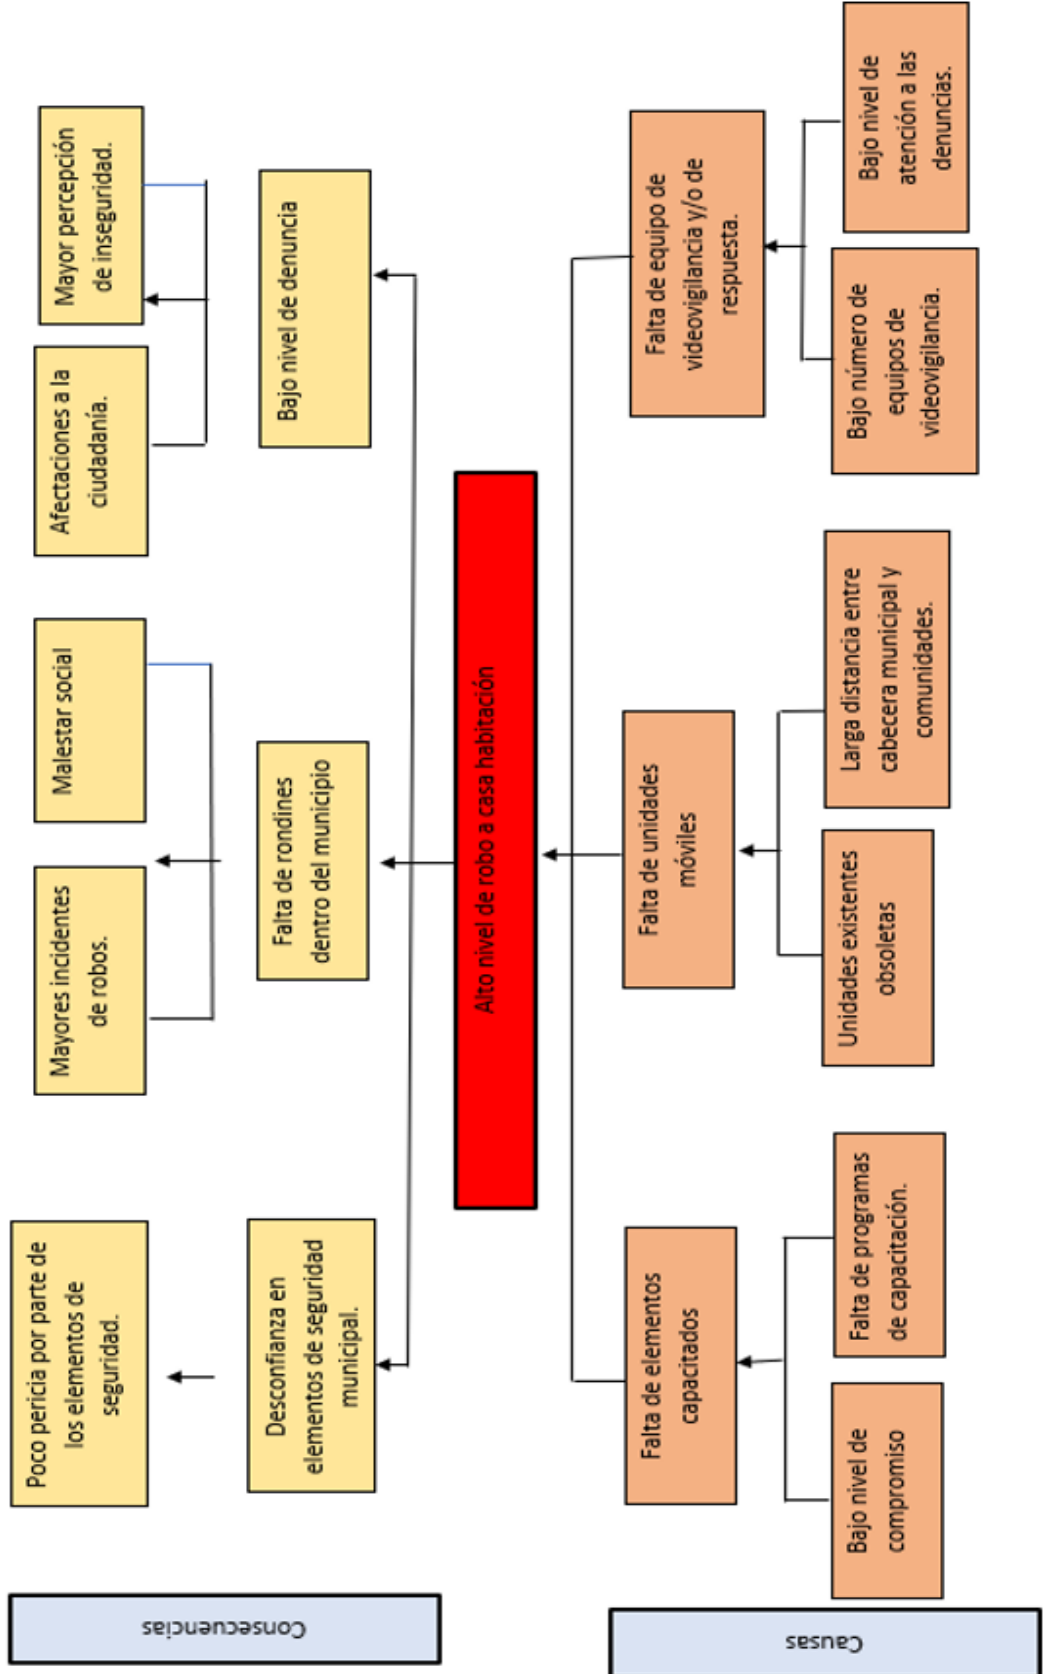 Consecuencias
Poco pericia por parte de
los elementos de
seguridad.
Mayores incidentes
de robos.
Malestar social
Afectaciones a la
ciudadanía.
Mayor percepción
de inseguridad.
Desconfianza en
elementos de seguridad
municipal.
Falta de rondines
dentro del municipio
Bajo nivel de denuncia
Alto nivel de robo a casa habitación
Causas
Falta de elementos
capacitados
Falta de unidades
móviles
Falta de equipo de
videovigilancia y/o de
respuesta.
Bajo nivel de
compromiso
Falta de programas
de capacitación.
Unidades existentes
obsoletas
Larga distancia entre
cabecera municipal y
comunidades.
Bajo número de
equipos de
videovigilancia.
Bajo nivel de
atención a las
denuncias.